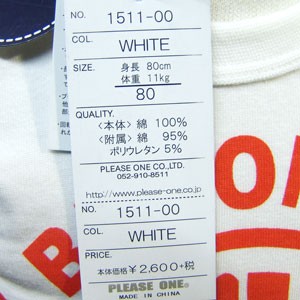 NO. 1511-00
COL. WHITE
SIZE. 身長 80cm
体重 11kg
80
QUALITY.
〈本体〉綿 100%
〈附属〉綿 95%
ポリウレタン 5%
PLEASE ONE CO.,LTD.
052-910-8511
http://www.please-one.co.jp
NO. 1511-00
COL. WHITE
PRICE. 本体価格 ¥2,600+税
PLEASE ONE®
MADE IN CHINA